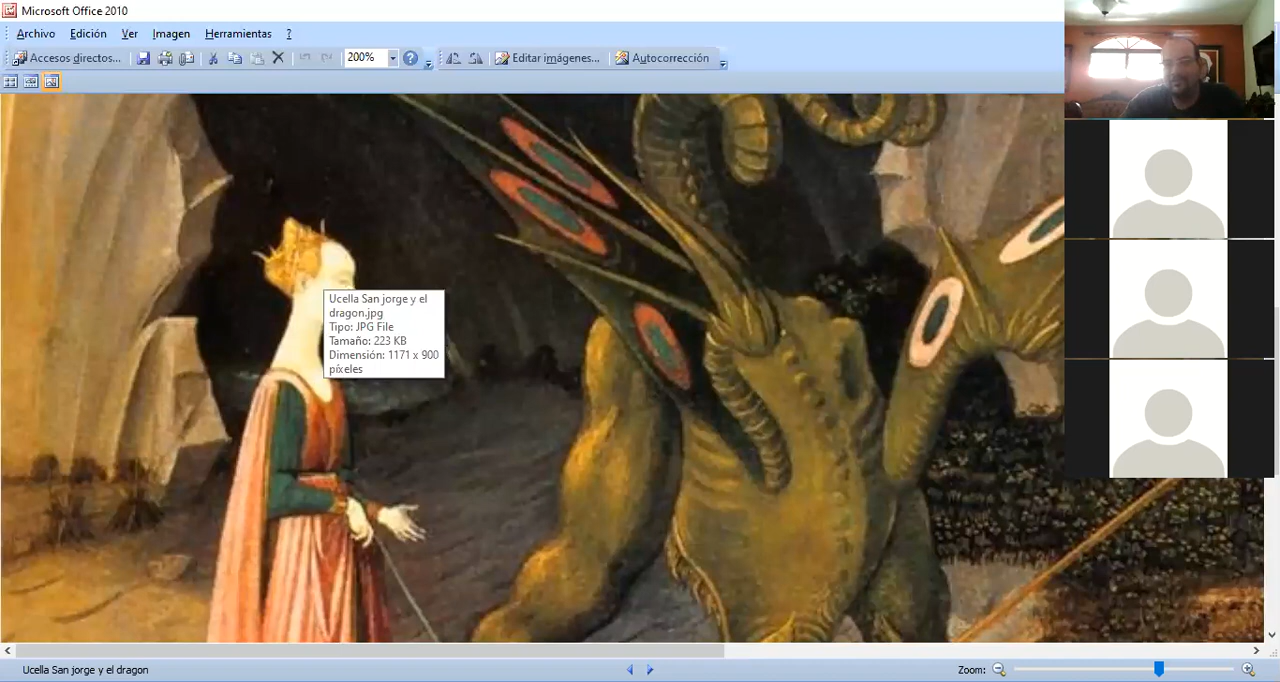 Microsoft Office 2010
Archivo Edición Ver Imagen Herramientas ?
Accesos directos... 200% Editar imágenes... Autocorrección
Ucella San jorge y el
dragon.jpg
Tipo: JPG File
Tamaño: 223 KB
Dimensión: 1171 x 900
píxeles
Ucella San jorge y el dragon Zoom: